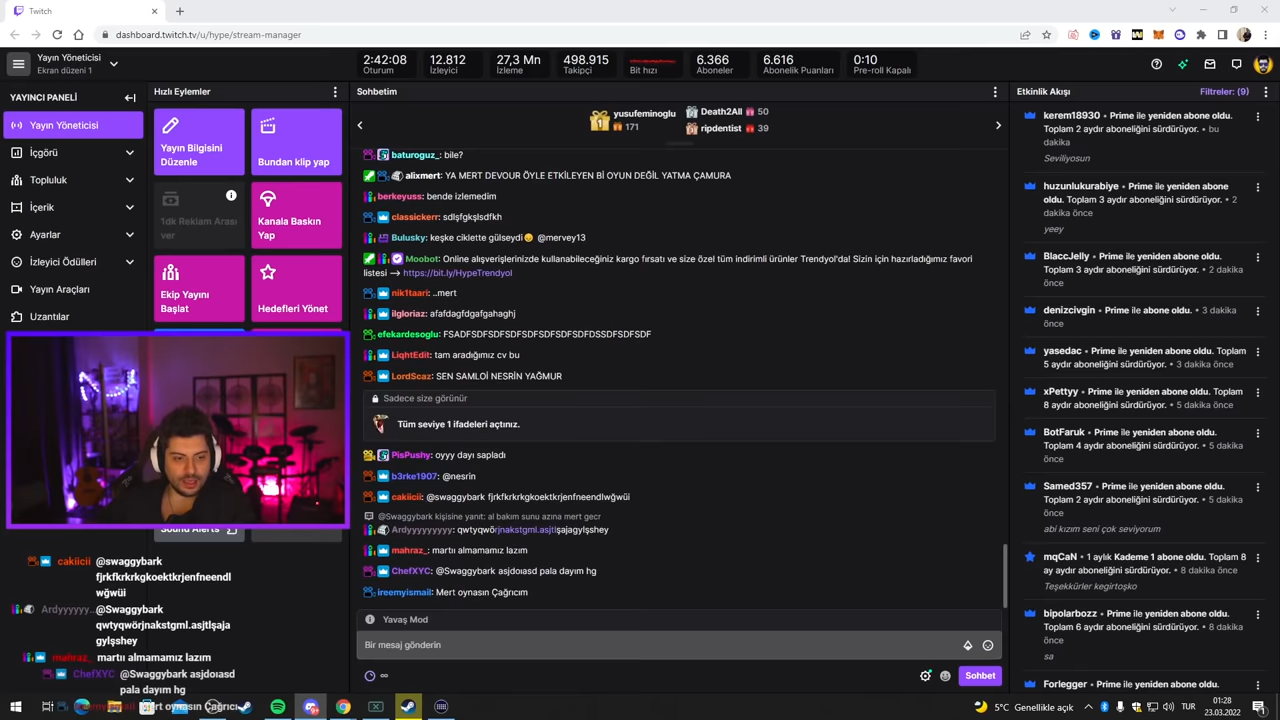 Twitch
dashboard.twitch.tv/u/hype/stream-manager
Yayın Yöneticisi
Ekran düzeni 1
2:42:08
Oturum
12.812
İzleyici
27,3 Mn
İzleme
498.915
Takipçi
Bit hızı
6.366
Aboneler
6.616
Abonelik Puanları
0:10
Pre-roll Kapalı
YAYINCI PANELİ
Yayın Yöneticisi
İçgörü
Topluluk
İçerik
Ayarlar
İzleyici Ödülleri
Yayın Araçları
Uzantılar
Hızlı Eylemler
Yayın Bilgisini
Düzenle
Bundan klip yap
1dk Reklam Arası
ver
Kanala Baskın
Yap
Ekip Yayını
Başlat
Hedefleri Yönet
Sound Alerts
cakiicii @swaggybark
fjrkfkrkrkgkoektkrjenfneendl
wğwüi
Ardyyyyyy... @Swaggybark
qwtyqwörjnakstgml.asjtlşaja
gylşshey
mahraz_ martıı almamamız lazım
ChefXYC @Swaggybark asjdoıasd
pala dayım hg
Mert oynasın Çağrıcı
Sohbetim
yusufeminoglu
171
Death2All 50
ripdentist 39
baturoguz_: bile?
alixmert: YA MERT DEVOUR ÖYLE ETKİLEYEN Bİ OYUN DEĞİL YATMA ÇAMURA
berkeyuss: bende izlemedim
classickerr: sdlşfgkşlsdfkh
Bulusky: keşke ciklette gülseydi @mervey13
Moobot: Online alışverişlerinizde kullanabileceğiniz kargo fırsatı ve size özel tüm indirimli ürünler Trendyol'da! Sizin için hazırladığımız favori
listesi —> https://bit.ly/HypeTrendyol
nik1taari: ..mert
ilgloriaz: afafdagfdgafgahaghj
efekardesoglu: FSADFSFDFSDFSDFSDFSDFSDFSDFDSSDFSDFSDF
LiqhtEdit: tam aradığımız cv bu
LordScaz: SEN SAMLOİ NESRİN YAĞMUR
Sadece size görünür
Tüm seviye 1 ifadeleri açtınız.
PisPushy: oyyy dayı sapladı
b3rke1907: @nesrin
cakiicii: @swaggybark fjrkfkrkrkgkoektkrjenfneendlwğwüi
@Swaggybark kişisine yanıt: al bakım sunu azına mert gecr
Ardyyyyyyyy: qwtyqwörjnakstgml.asjtlşajagylşshey
mahraz_: martıı almamamız lazım
ChefXYC: @Swaggybark asjdoıasd pala dayım hg
ireemyismail: Mert oynasın Çağrıcım
Yavaş Mod
Bir mesaj gönderin
Sohbet
Etkinlik Akışı
Filtreler: (9)
kerem18930 • Prime ile yeniden abone oldu.
Toplam 2 aydır aboneliğini sürdürüyor. • bu
dakika
Seviliyosun
huzunlukurabiye • Prime ile yeniden abone
oldu. Toplam 3 aydır aboneliğini sürdürüyor. • 2
dakika önce
yeey
BlaccJelly • Prime ile yeniden abone oldu.
Toplam 3 aydır aboneliğini sürdürüyor. • 2 dakika
önce
denizcivgin • Prime ile abone oldu. • 3 dakika
önce
yasedac • Prime ile yeniden abone oldu. Toplam
5 aydır aboneliğini sürdürüyor. • 3 dakika önce
xPettyy • Prime ile yeniden abone oldu. Toplam
8 aydır aboneliğini sürdürüyor. • 5 dakika önce
BotFaruk • Prime ile yeniden abone oldu.
Toplam 4 aydır aboneliğini sürdürüyor. • 5 dakika
önce
Samed357 • Prime ile yeniden abone oldu.
Toplam 2 aydır aboneliğini sürdürüyor. • 5 dakika
önce
abi kızım seni çok seviyorum
mqCaN • 1 aylık Kademe 1 abone oldu. Toplam 8
ay aydır aboneliğini sürdürüyor. • 8 dakika önce
Teşekkürler kegirtoşko
bipolarbozz • Prime ile yeniden abone oldu.
Toplam 6 aydır aboneliğini sürdürüyor. • 8 dakika
önce
sa
Forlegger • Prime ile yeniden abone oldu.
5°C Genellikle açık
TUR
01:28
23.03.2022